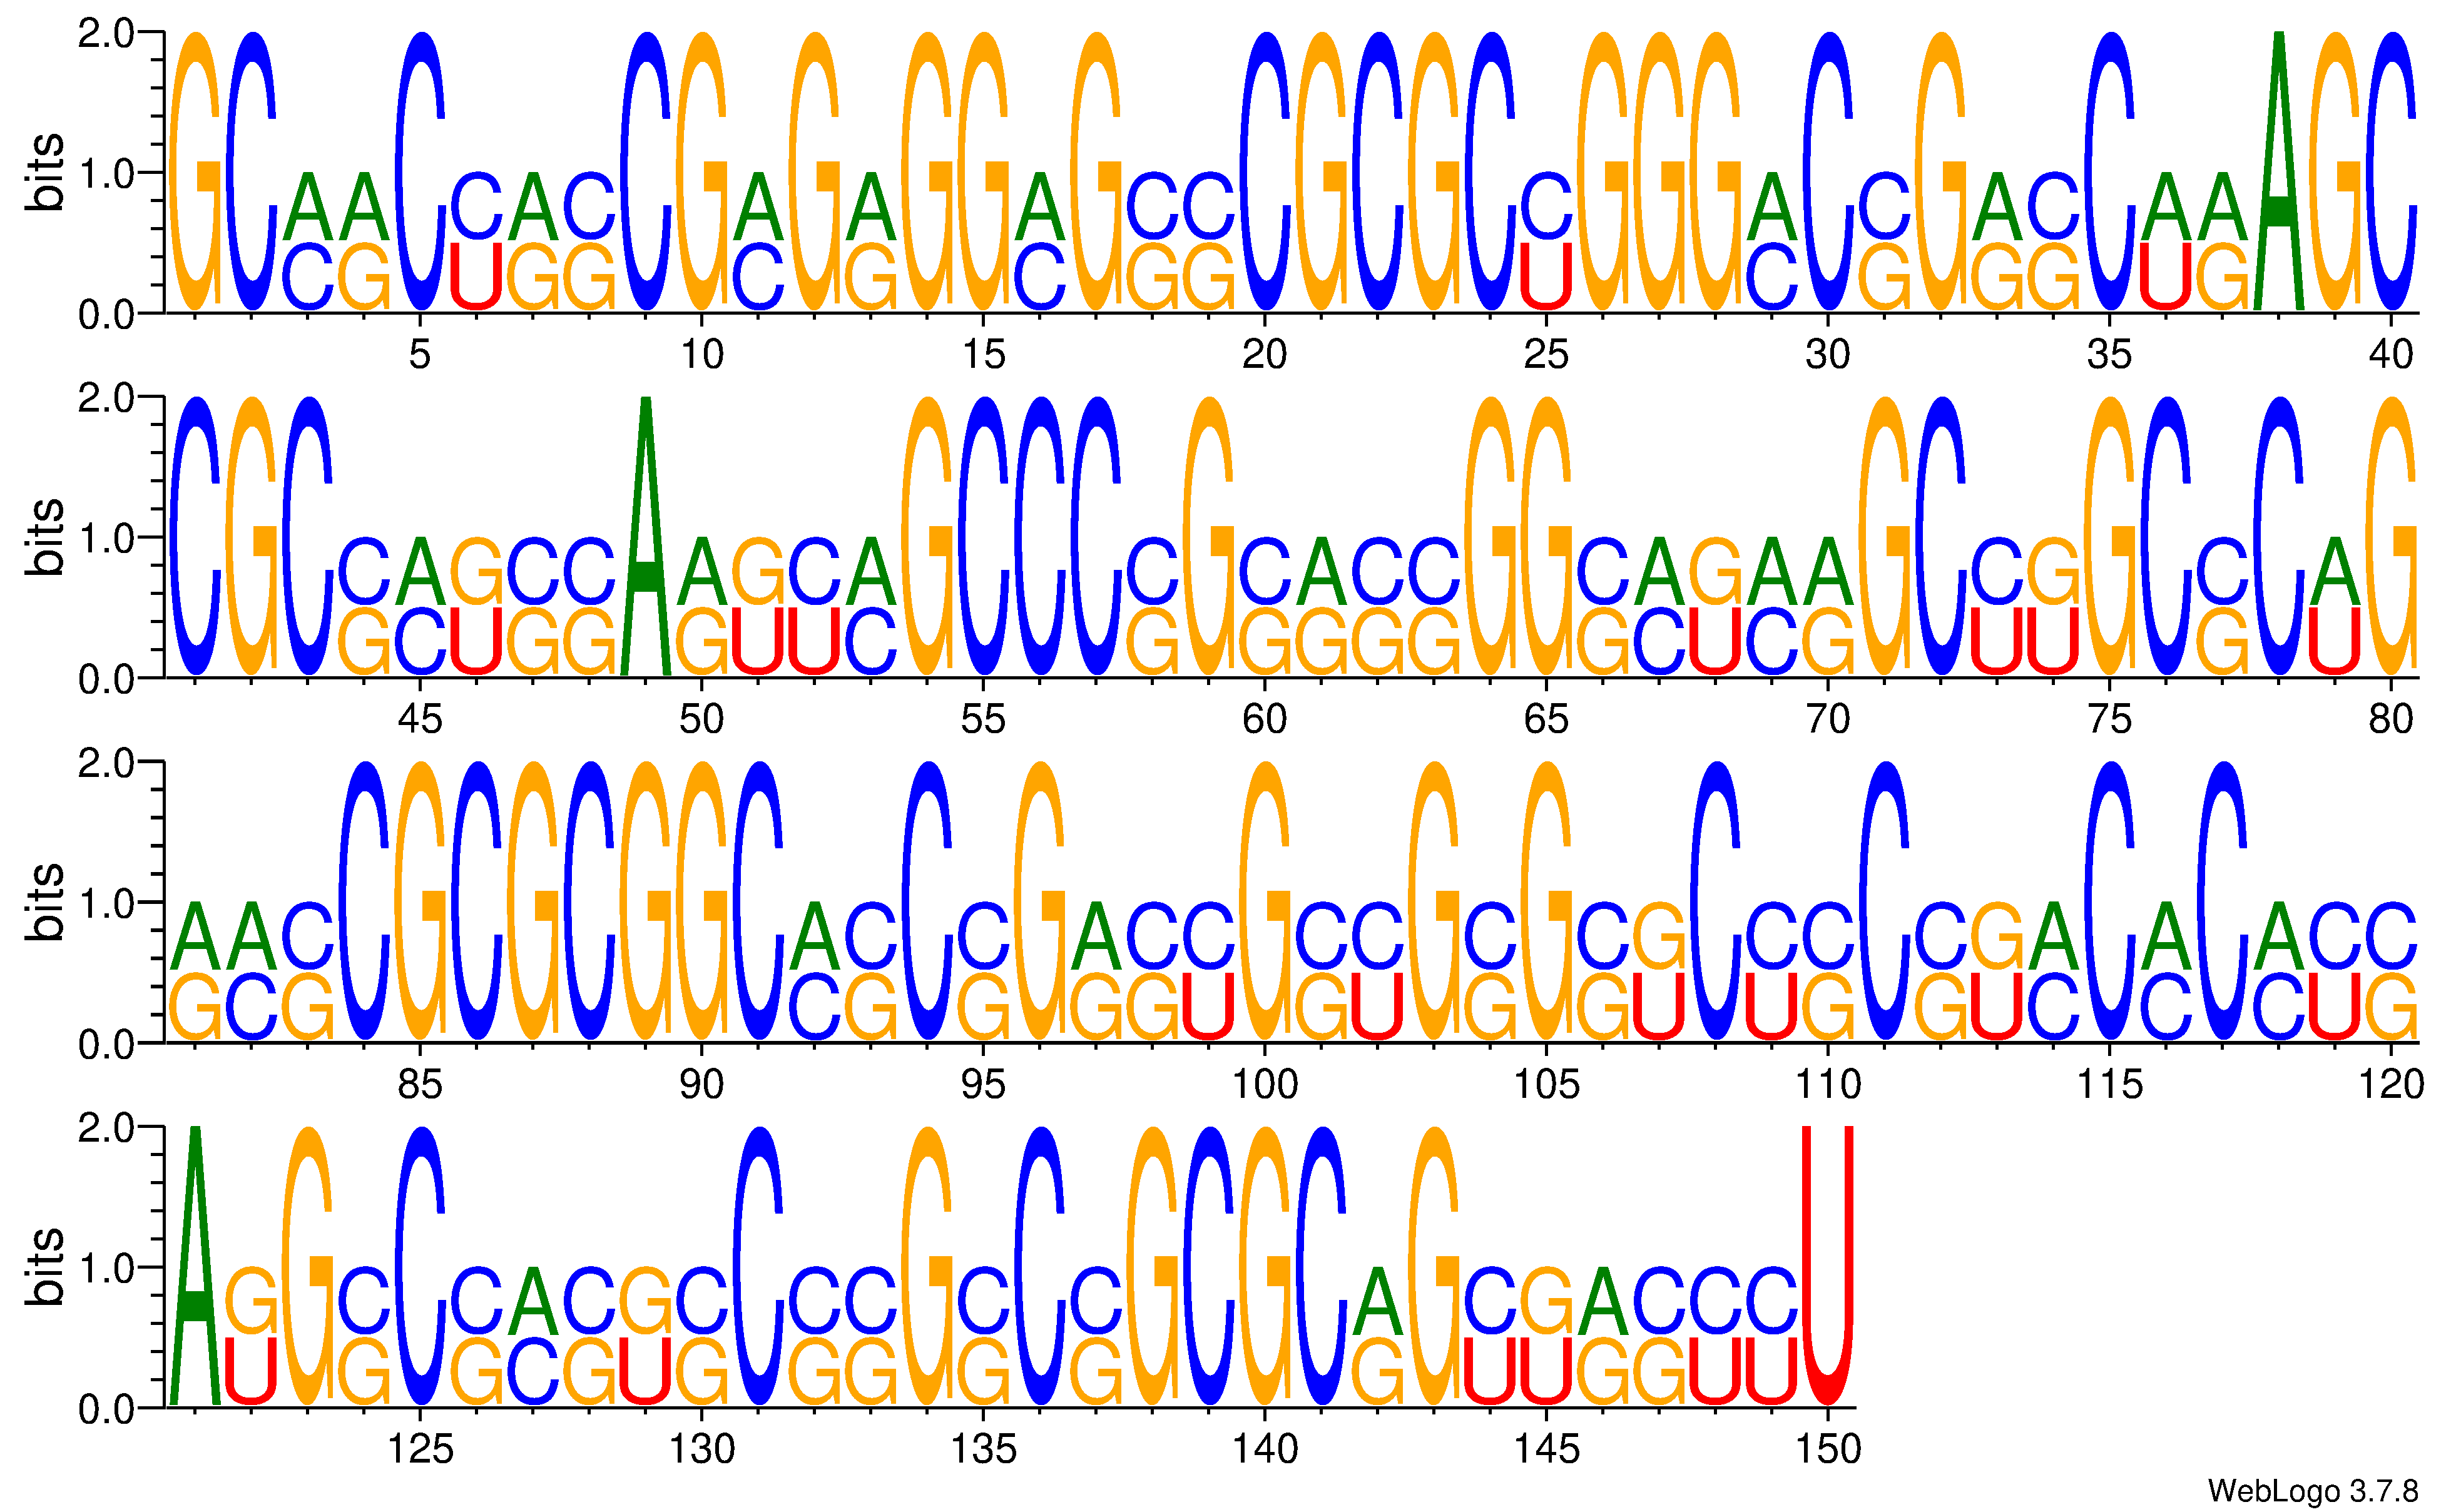 2.0
G C A A C C A C C G A G A G G A G C C C G C G C C G G G A C C G A C C A A A G C
bits 1.0
C G U G G C G C G G U C G G G U G
0.0
5 10 15 20 25 30 35 40
2.0
C G C C A G C C A A G C A G C C C C G C A C C G G C A G A A G C C G G C C C A G
bits 1.0
G C U G G G U U C G G G G G G C U C G U U G U
0.0
45 50 55 60 65 70 75 80
2.0
A A C C G C G C G G C A C C C G A C C G C C G C G C G C C C C C G A C A C A C C
bits 1.0
G C G C G G G G U G U G G U U G G U C C C U G
0.0
85 90 95 100 105 110 115 120
2.0
A G G C C C A C G C C C C G C C C G C G C A G C G A C C C U
bits 1.0
U G G C G U G G G G G G U U G G U U
0.0
125 130 135 140 145 150
WebLogo 3.7.8